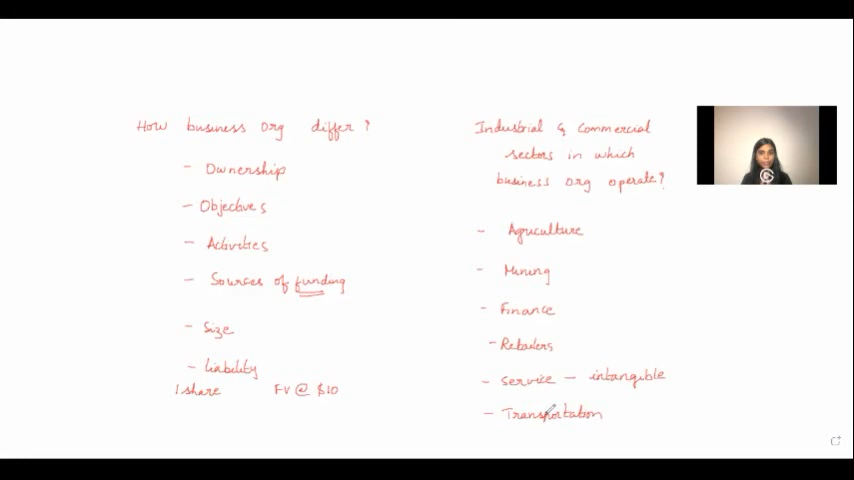 How business org differ?
- Ownership
- Objectives
- Activities
- Sources of funding
- Size
- liability
1 share FV @ $10
Industrial & Commercial
sectors in which
business org operate?
- Agriculture
- Mining
- Finance
- Retailers
- Service - intangible
- Transportation